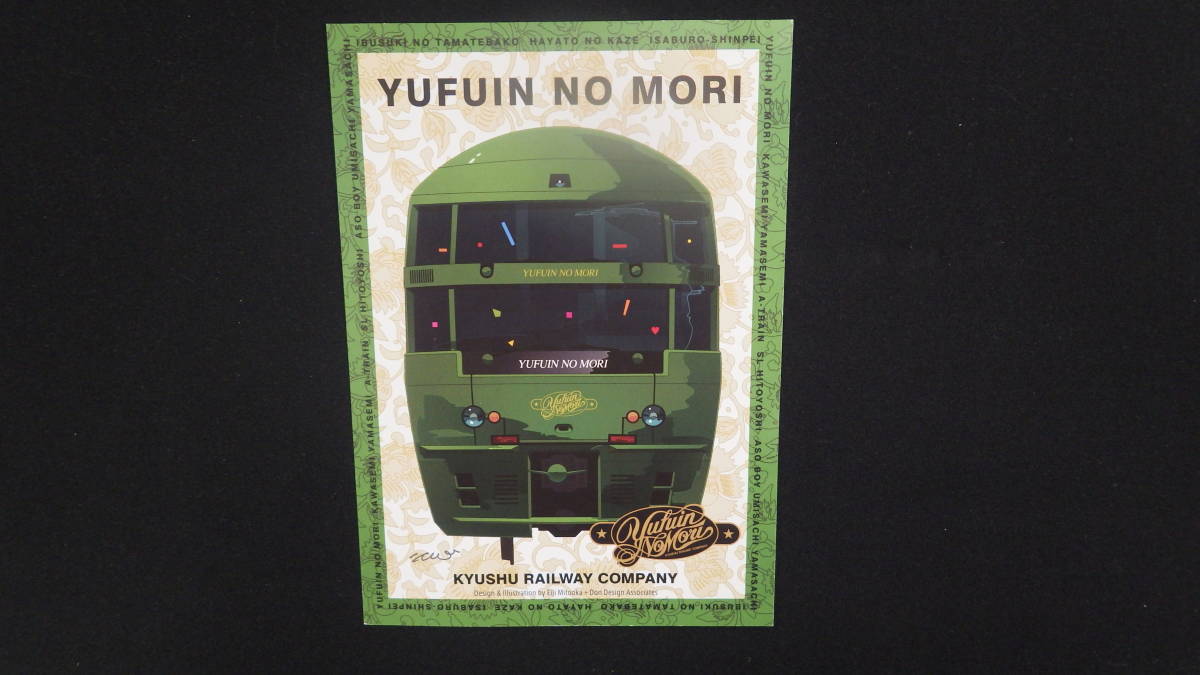 IBUSUKI NO TAMATEBAKO HAYATO NO KAZE ISABURO-SHINPEI
YUFUIN NO MORI KAWASEMI YAMASEMI A-TRAIN SL HITOYOSHI ASO BOY UMISACHI YAMASACHI
YUFUIN NO MORI
YUFUIN NO MORI
YUFUIN NO MORI
Yufuin
No Mori
Yufuin
No Mori
KYUSHU RAILWAY COMPANY
Design & Illustration by Eiji Mitooka + Don Design Associates
YUFUIN NO MORI KAWASEMI YAMASEMI A-TRAIN SL HITOYOSHI ASO BOY UMISACHI YAMASACHI
IBUSUKI NO TAMATEBAKO HAYATO NO KAZE ISABURO-SHINPEI